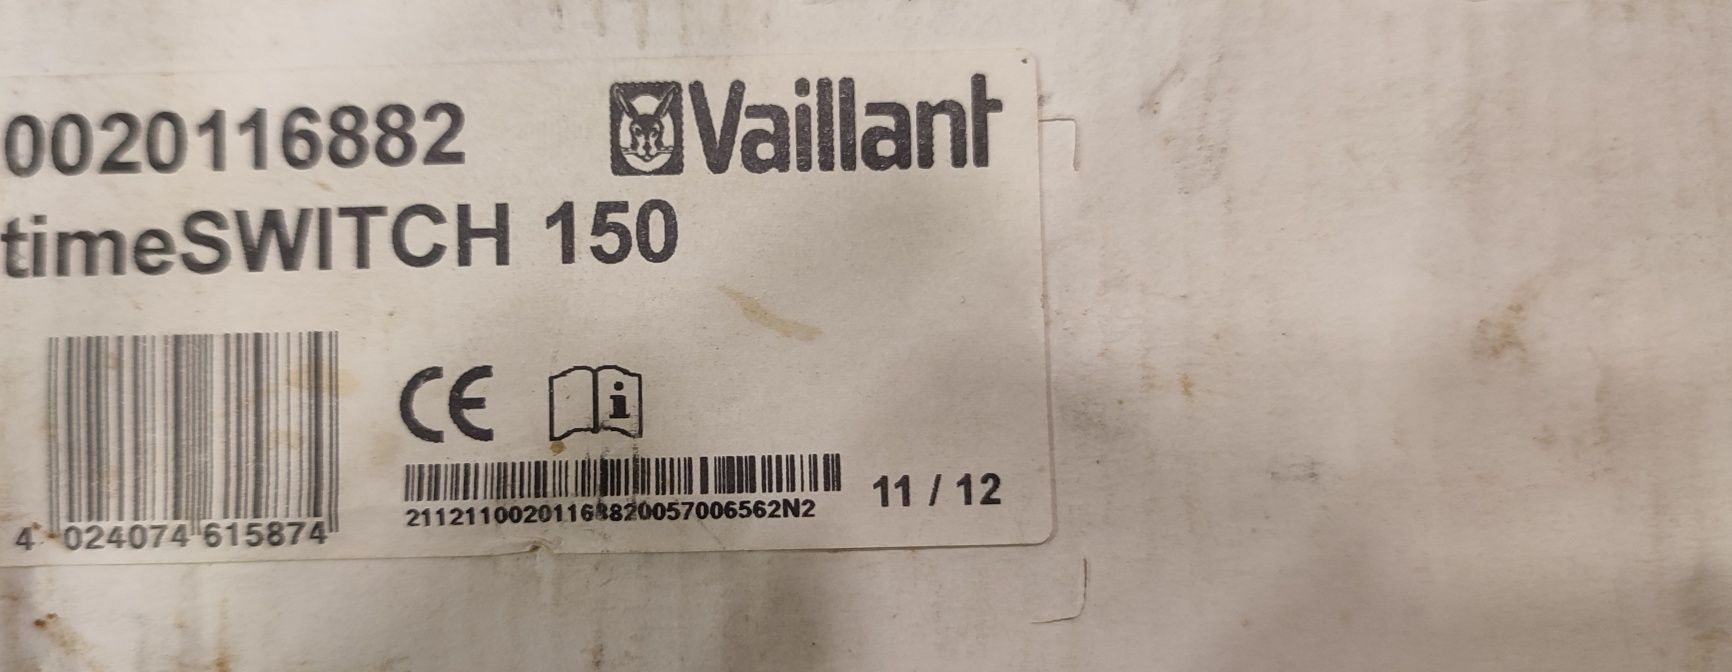 0020116882
Vaillant
timeSWITCH 150
CE
i
4 024074 615874
21121100201168820057006562N2
11 / 12